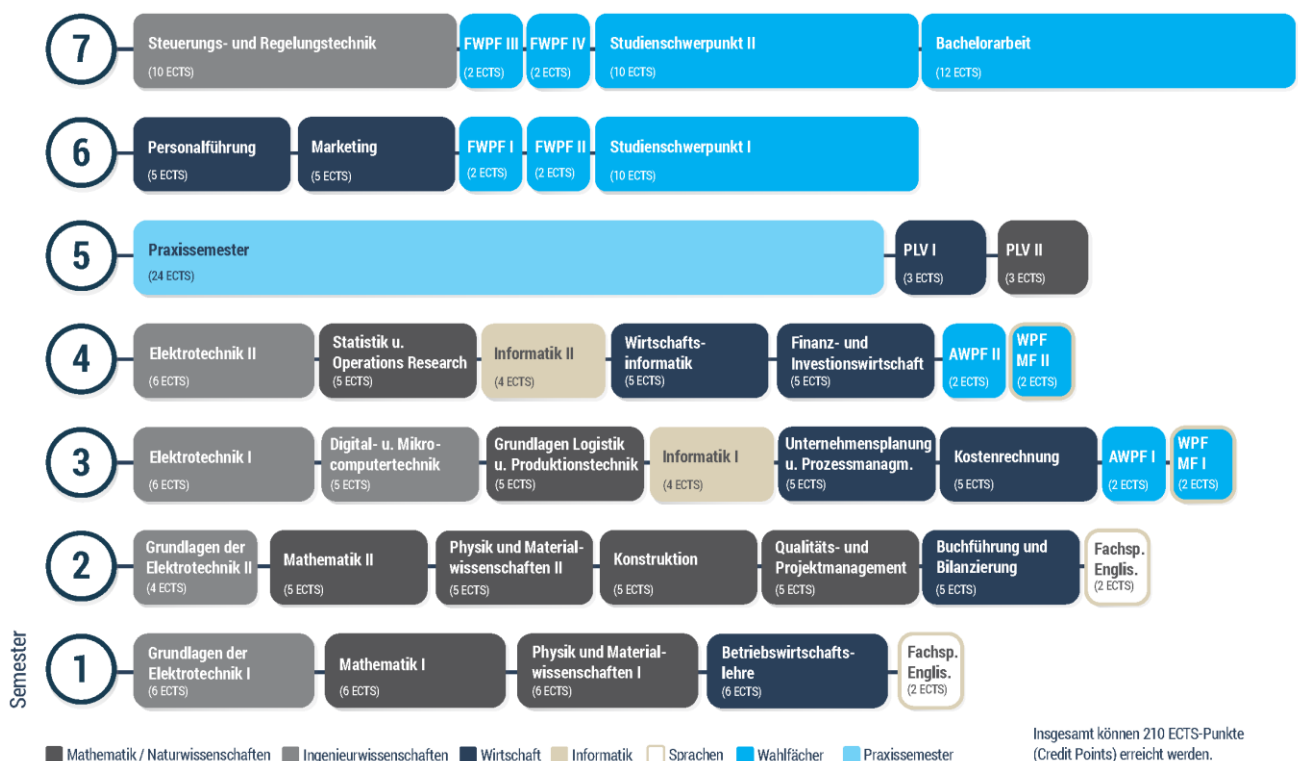 7
Steuerungs- und Regelungstechnik
(10 ECTS)
FWPF III
(2 ECTS)
FWPF IV
(2 ECTS)
Studienschwerpunkt II
(10 ECTS)
Bachelorarbeit
(12 ECTS)
6
Personalführung
(5 ECTS)
Marketing
(5 ECTS)
FWPF I
(2 ECTS)
FWPF II
(2 ECTS)
Studienschwerpunkt I
(10 ECTS)
5
Praxissemester
(24 ECTS)
PLV I
(3 ECTS)
PLV II
(3 ECTS)
4
Elektrotechnik II
(6 ECTS)
Statistik u.
Operations Research
(5 ECTS)
Informatik II
(4 ECTS)
Wirtschafts-
informatik
(5 ECTS)
Finanz- und
Investionswirtschaft
(5 ECTS)
AWPF II
(2 ECTS)
WPF
MF II
(2 ECTS)
3
Elektrotechnik I
(6 ECTS)
Digital- u. Mikro-
computertechnik
(5 ECTS)
Grundlagen Logistik
u. Produktionstechnik
(5 ECTS)
Informatik I
(4 ECTS)
Unternehmensplanung
u. Prozessmanagm.
(5 ECTS)
Kostenrechnung
(5 ECTS)
AWPF I
(2 ECTS)
WPF
MF I
(2 ECTS)
2
Grundlagen der
Elektrotechnik II
(4 ECTS)
Mathematik II
(5 ECTS)
Physik und Material-
wissenschaften II
(5 ECTS)
Konstruktion
(5 ECTS)
Qualitäts- und
Projektmanagement
(5 ECTS)
Buchführung und
Bilanzierung
(5 ECTS)
Fachsp.
Englis.
(2 ECTS)
Semester
1
Grundlagen der
Elektrotechnik I
(6 ECTS)
Mathematik I
(6 ECTS)
Physik und Material-
wissenschaften I
(6 ECTS)
Betriebswirtschafts-
lehre
(6 ECTS)
Fachsp.
Englis.
(2 ECTS)
Mathematik / Naturwissenschaften
Ingenieurwissenschaften
Wirtschaft
Informatik
Sprachen
Wahlfächer
Praxissemester
Insgesamt können 210 ECTS-Punkte
(Credit Points) erreicht werden.